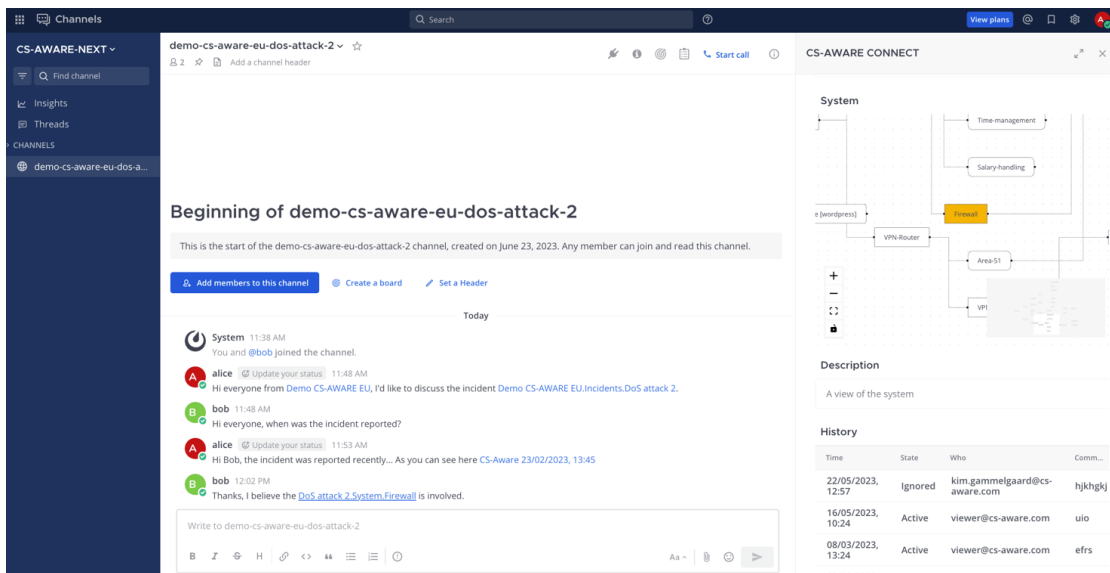 Channels
Search
View plans
CS-AWARE-NEXT
Find channel
Insights
Threads
CHANNELS
demo-cs-aware-eu-dos-a...
demo-cs-aware-eu-dos-attack-2
2
Add a channel header
Start call
Beginning of demo-cs-aware-eu-dos-attack-2
This is the start of the demo-cs-aware-eu-dos-attack-2 channel, created on June 23, 2023. Any member can join and read this channel.
Add members to this channel
Create a board
Set a Header
Today
System 11:38 AM
You and @bob joined the channel.
A
alice Update your status 11:48 AM
Hi everyone from Demo CS-AWARE EU, I'd like to discuss the incident Demo CS-AWARE EU.Incidents.DoS attack 2.
B
bob 11:48 AM
Hi everyone, when was the incident reported?
A
alice Update your status 11:53 AM
Hi Bob, the incident was reported recently... As you can see here CS-Aware 23/02/2023, 13:45
B
bob 12:02 PM
Thanks, I believe the DoS attack 2.System.Firewall is involved.
Write to demo-cs-aware-eu-dos-attack-2
B I S H
Aa
CS-AWARE CONNECT
System
Time-management
Salary-handling
e [wordpress]
Firewall
VPN-Router
Area-51
VPI
Description
A view of the system
History
Time State Who Comm...
22/05/2023, 12:57 Ignored kim.gammelgaard@cs-aware.com hjkhgkj
16/05/2023, 10:24 Active viewer@cs-aware.com uio
08/03/2023, 13:24 Active viewer@cs-aware.com efrs